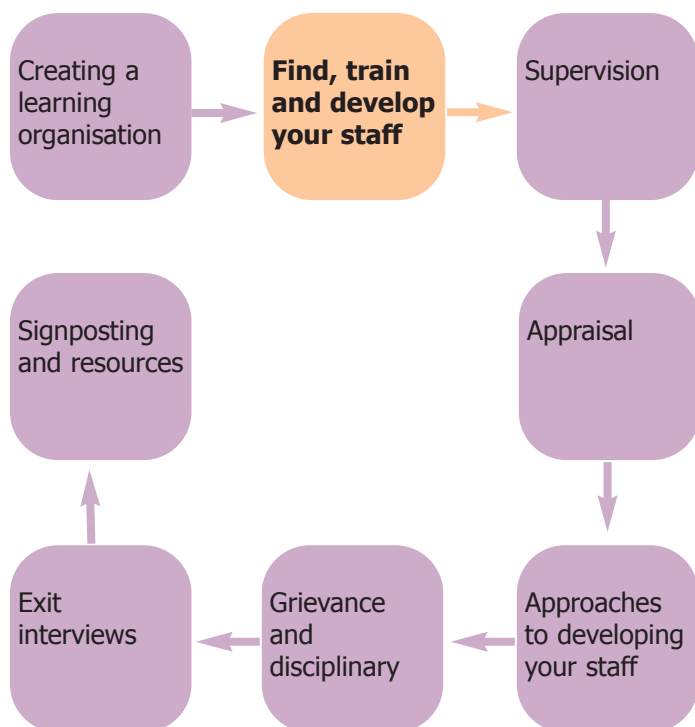 Creating a
learning
organisation
Find, train
and develop
your staff
Supervision
Appraisal
Approaches
to developing
your staff
Grievance
and
disciplinary
Exit
interviews
Signposting
and resources